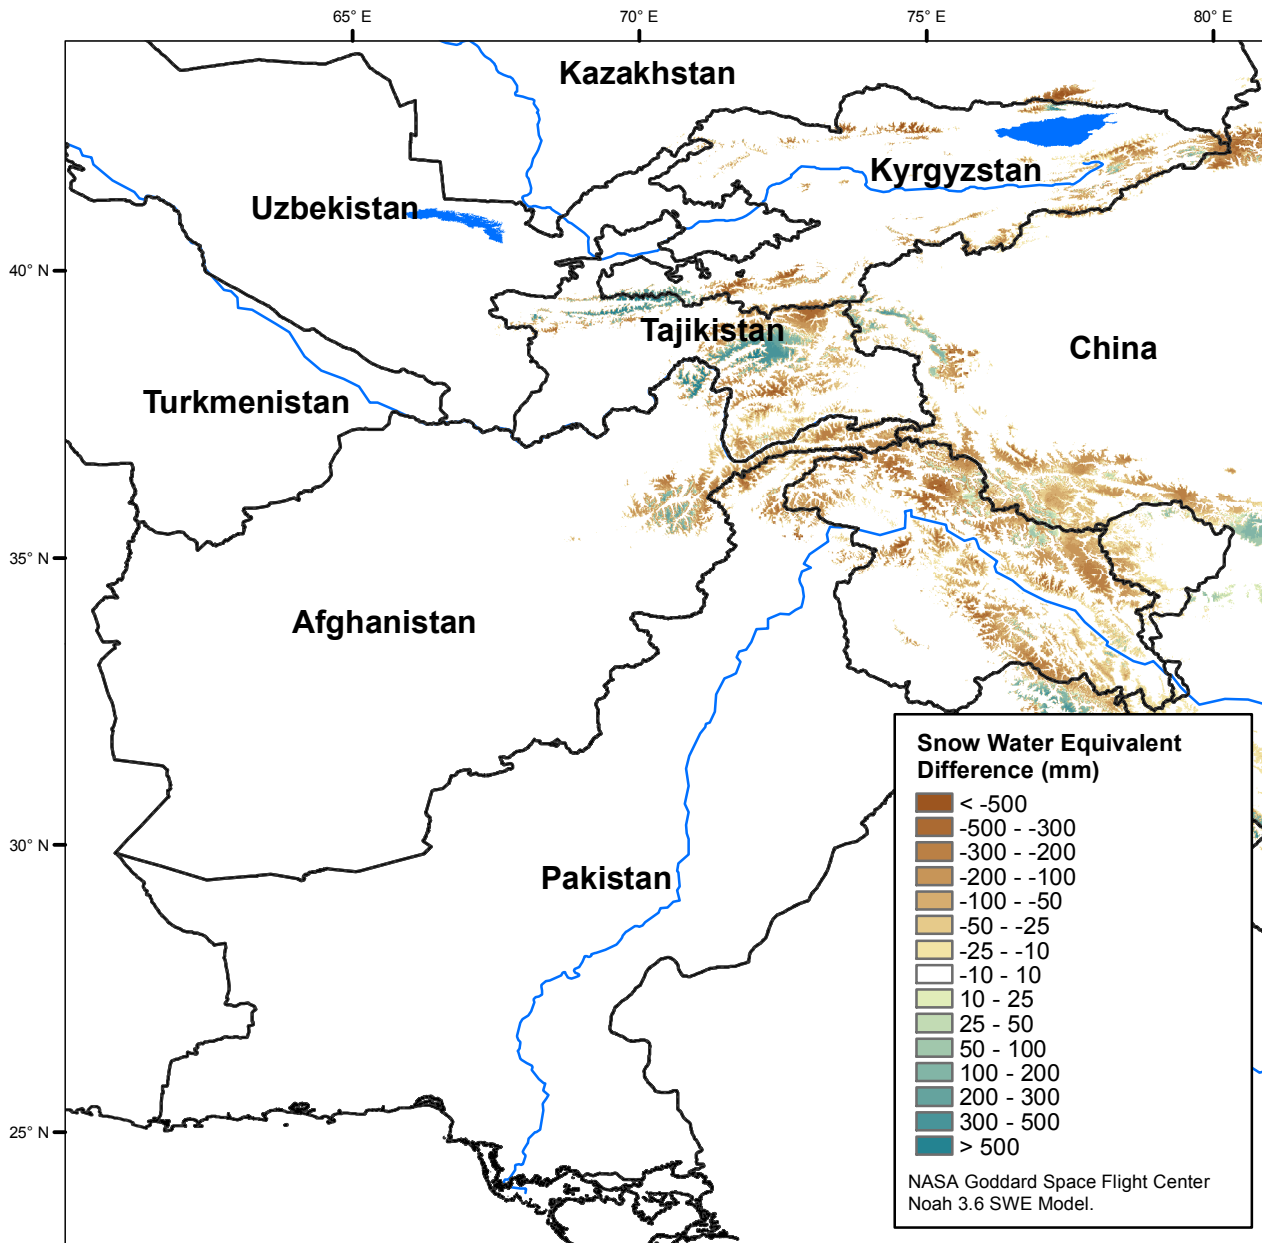 65° E
70° E
75° E
80° E
Kazakhstan
Kyrgyzstan
Uzbekistan
40° N
Tajikistan
China
Turkmenistan
35° N
Afghanistan
30° N
Pakistan
25° N
Snow Water Equivalent
Difference (mm)
< -500
-500 - -300
-300 - -200
-200 - -100
-100 - -50
-50 - -25
-25 - -10
-10 - 10
10 - 25
25 - 50
50 - 100
100 - 200
200 - 300
300 - 500
> 500
NASA Goddard Space Flight Center
Noah 3.6 SWE Model.